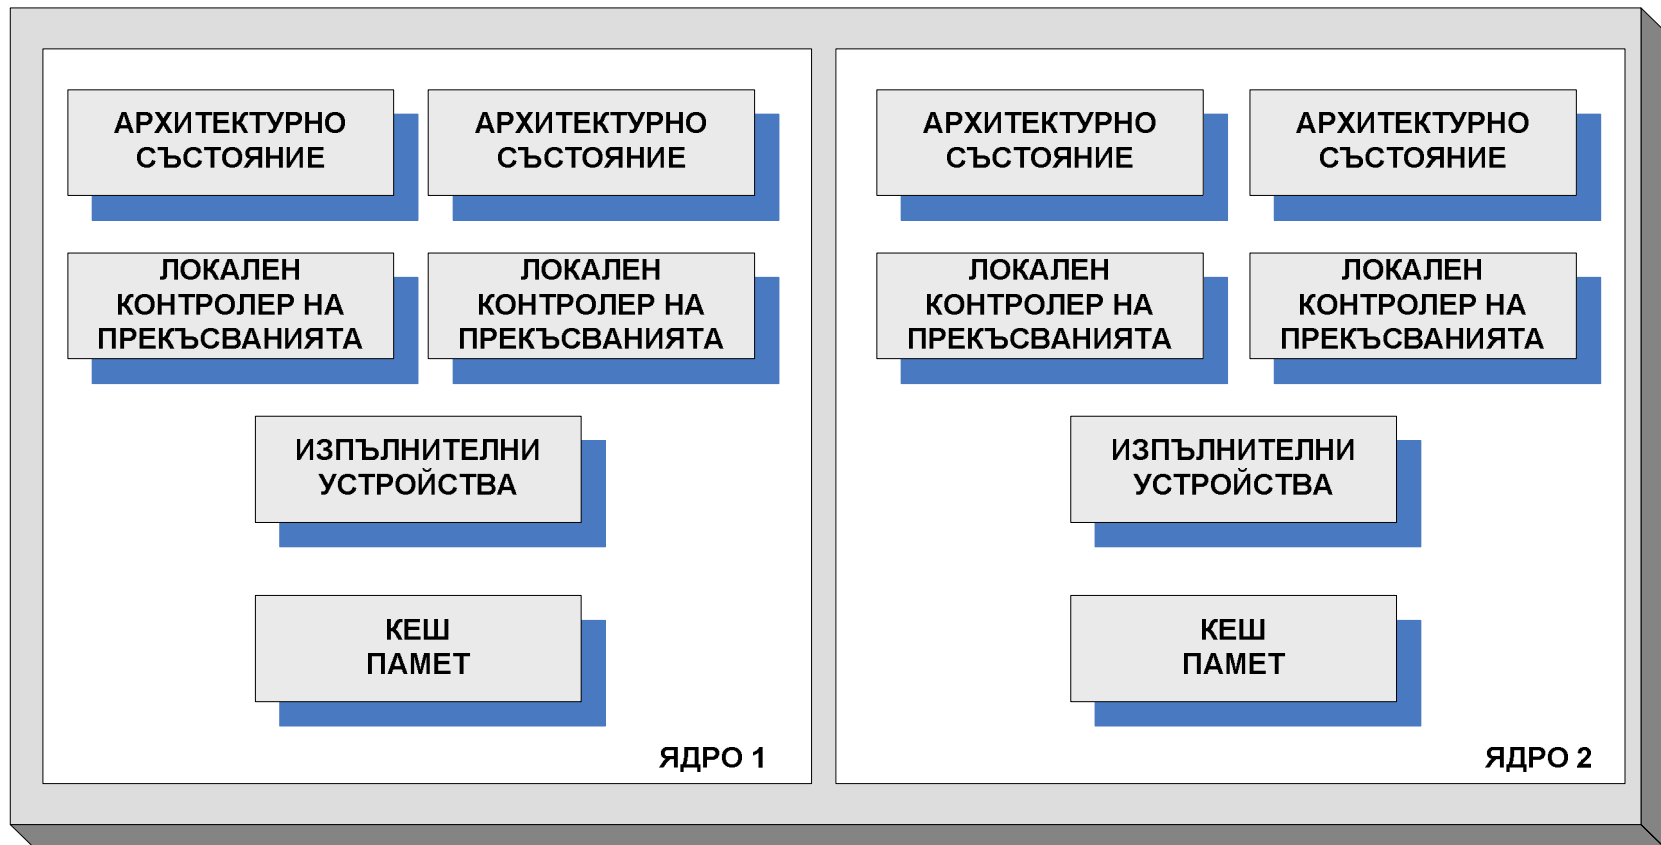 АРХИТЕКТУРНО
СЪСТОЯНИЕ
АРХИТЕКТУРНО
СЪСТОЯНИЕ
ЛОКАЛЕН
КОНТРОЛЕР НА
ПРЕКЪСВАНИЯТА
ЛОКАЛЕН
КОНТРОЛЕР НА
ПРЕКЪСВАНИЯТА
ИЗПЪЛНИТЕЛНИ
УСТРОЙСТВА
КЕШ
ПАМЕТ
ЯДРО 1
АРХИТЕКТУРНО
СЪСТОЯНИЕ
АРХИТЕКТУРНО
СЪСТОЯНИЕ
ЛОКАЛЕН
КОНТРОЛЕР НА
ПРЕКЪСВАНИЯТА
ЛОКАЛЕН
КОНТРОЛЕР НА
ПРЕКЪСВАНИЯТА
ИЗПЪЛНИТЕЛНИ
УСТРОЙСТВА
КЕШ
ПАМЕТ
ЯДРО 2